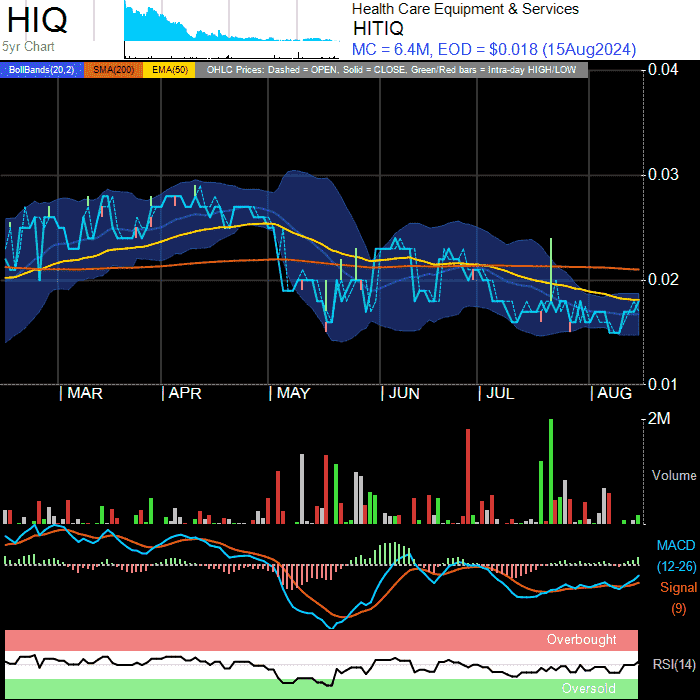 HIQ
5yr Chart
Health Care Equipment & Services
HITIQ
MC = 6.4M, EOD = $0.018 (15Aug2024)
BollBands(20,2) SMA(200) EMA(50) OHLC Prices: Dashed = OPEN, Solid = CLOSE, Green/Red bars = Intra-day HIGH/LOW
0.04
0.03
0.02
0.01
MAR APR MAY JUN JUL AUG
2M
Volume
MACD
(12-26)
Signal
(9)
Overbought
RSI(14)
Oversold